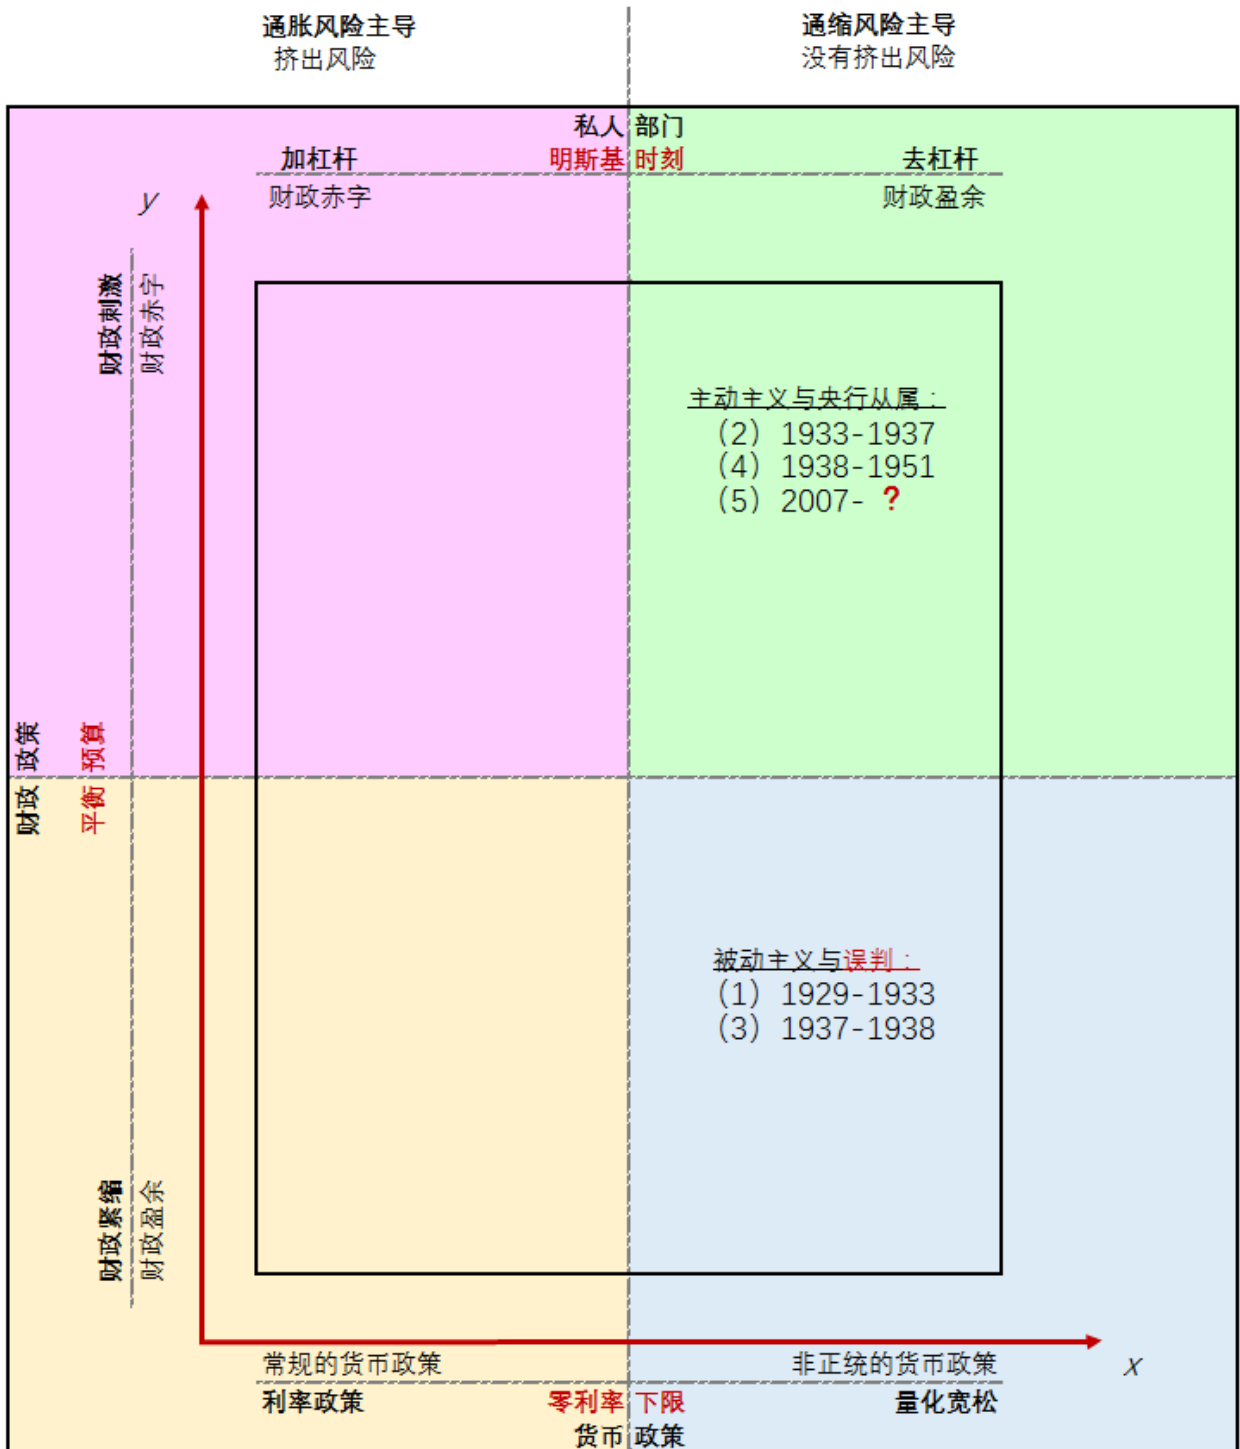 通胀风险主导 通缩风险主导
挤出风险 没有挤出风险
私人 部门
加杠杆 明斯基 时刻 去杠杆
财政赤字 财政盈余
y
财政刺激
财政赤字
主动主义与央行从属：
（2）1933-1937
（4）1938-1951
（5）2007- ？
财政 政策
平衡 预算
被动主义与误判：
（1）1929-1933
（3）1937-1938
财政紧缩
财政盈余
常规的货币政策 非正统的货币政策 x
利率政策 零利率 下限 量化宽松
货币 政策